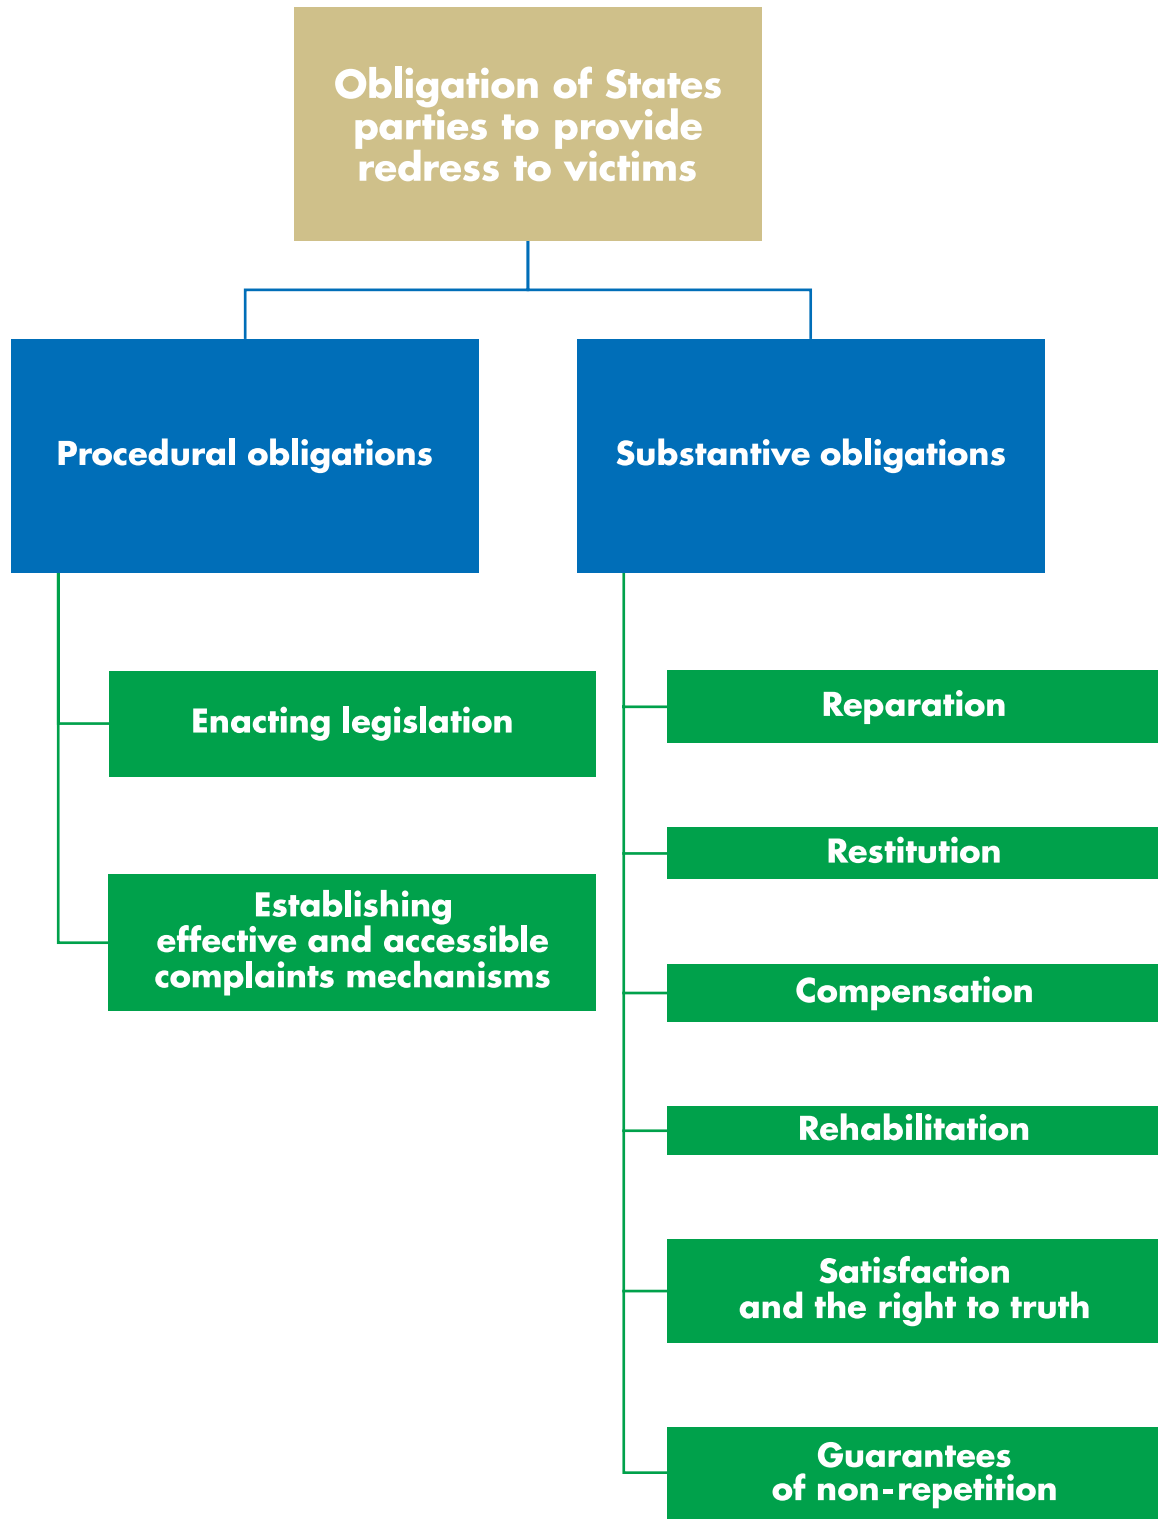 Obligation of States
parties to provide
redress to victims
Procedural obligations
Enacting legislation
Establishing
effective and accessible
complaints mechanisms
Substantive obligations
Reparation
Restitution
Compensation
Rehabilitation
Satisfaction
and the right to truth
Guarantees
of non-repetition